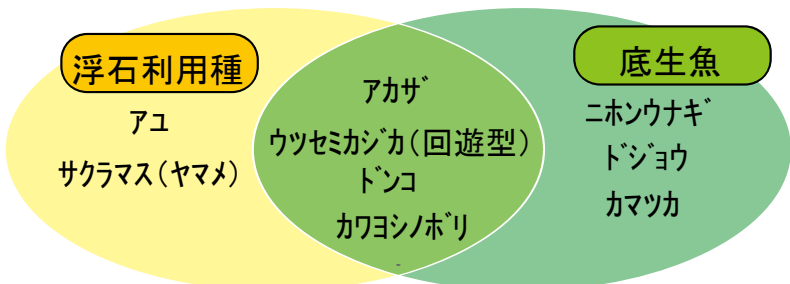 浮石利用種
アユ
サクラマス(ヤマメ)
アカザ
ウツセミカジカ(回遊型)
ドンコ
カワヨシノボリ
-
底生魚
ニホンウナギ
ドジョウ
カマツカ